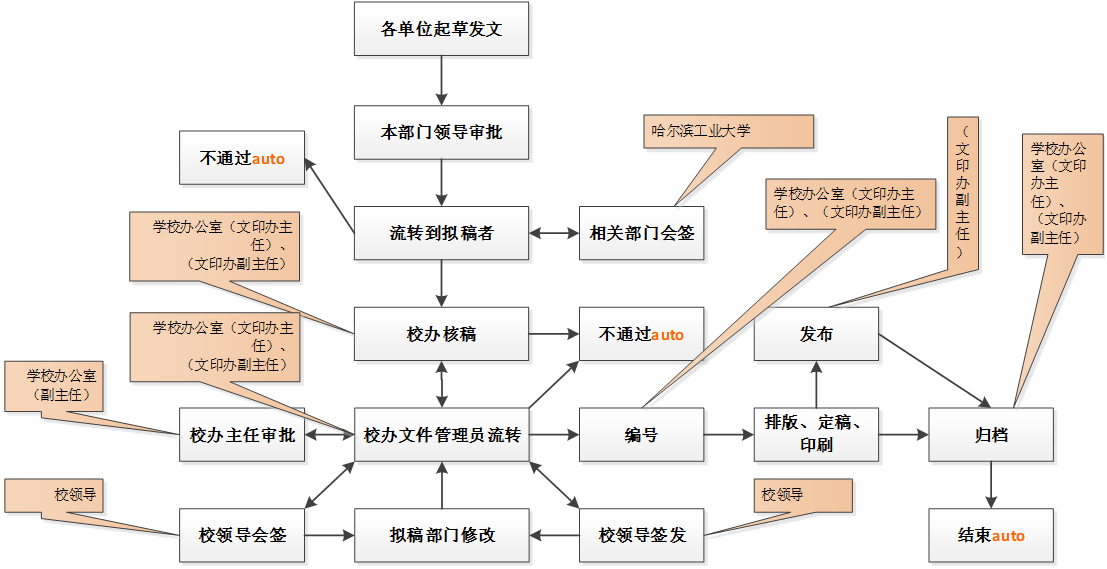 各单位起草发文
本部门领导审批
哈尔滨工业大学
（
文
印
办
副
主
任
）
学校办公
室（文印
办主
任）、
（文印办
副主任）
不通过auto
学校办公室（文印办主
任）、（文印办副主任）
学校办公室（文印办主
任）、
（文印办副主任）
流转到拟稿者
相关部门会签
学校办公室（文印办主
任）、
（文印办副主任）
校办核稿
不通过auto
发布
学校办公室
（副主任）
校办主任审批
校办文件管理员流转
编号
排版、定稿、
印刷
归档
校领导
校领导
校领导会签
拟稿部门修改
校领导签发
结束auto